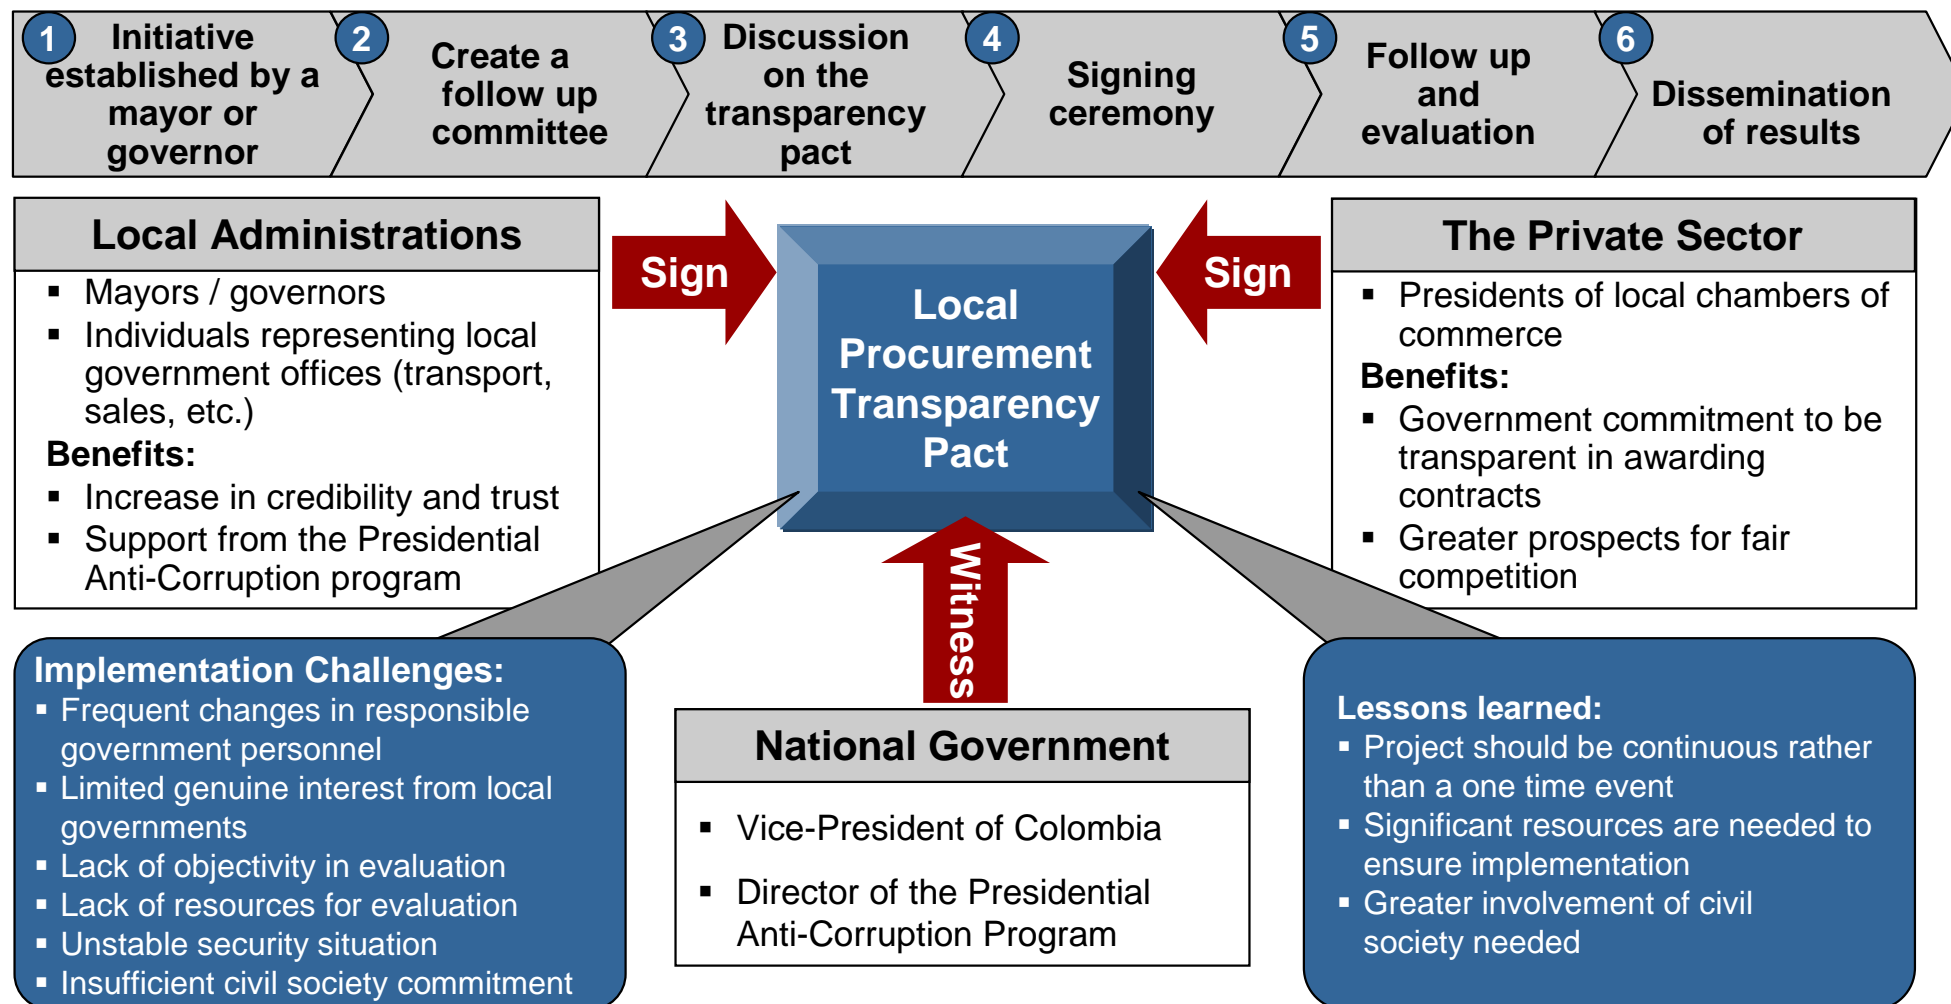 1
Initiative
established by a
mayor or
governor
2
Create a
follow up
committee
3
Discussion
on the
transparency
pact
4
Signing
ceremony
5
Follow up
and
evaluation
6
Dissemination
of results
Local Administrations
▪ Mayors / governors
▪ Individuals representing local
government offices (transport,
sales, etc.)
Benefits:
▪ Increase in credibility and trust
▪ Support from the Presidential
Anti-Corruption program
Sign
Local
Procurement
Transparency
Pact
Sign
The Private Sector
▪ Presidents of local chambers of
commerce
Benefits:
▪ Government commitment to be
transparent in awarding
contracts
▪ Greater prospects for fair
competition
Witness
Implementation Challenges:
▪ Frequent changes in responsible
government personnel
▪ Limited genuine interest from local
governments
▪ Lack of objectivity in evaluation
▪ Lack of resources for evaluation
▪ Unstable security situation
▪ Insufficient civil society commitment
National Government
▪ Vice-President of Colombia
▪ Director of the Presidential
Anti-Corruption Program
Lessons learned:
▪ Project should be continuous rather
than a one time event
▪ Significant resources are needed to
ensure implementation
▪ Greater involvement of civil
society needed